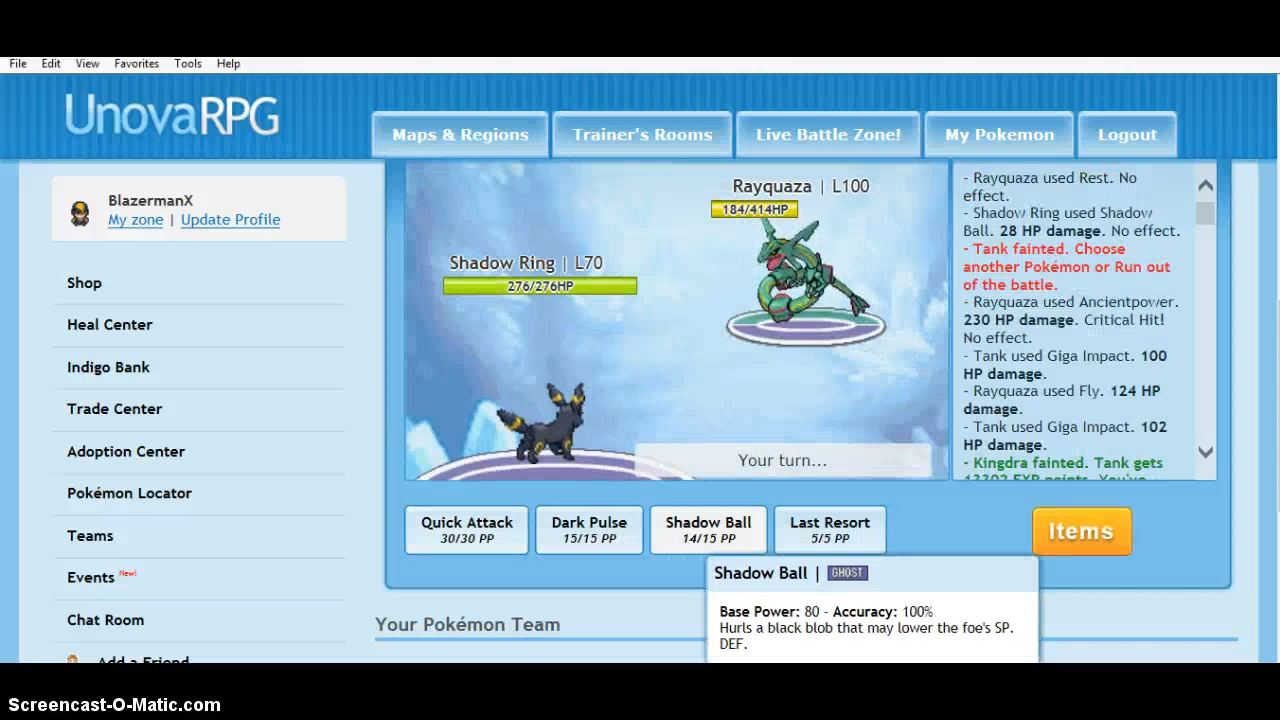 File Edit View Favorites Tools Help
UnovaRPG
Maps & Regions Trainer's Rooms Live Battle Zone! My Pokemon Logout
BlazermanX
My zone | Update Profile
Shop
Heal Center
Indigo Bank
Trade Center
Adoption Center
Pokémon Locator
Teams
Events New!
Chat Room
Add a Friend
Rayquaza | L100
184/414HP
Shadow Ring | L70
276/276HP
Your turn...
- Rayquaza used Rest. No
effect.
- Shadow Ring used Shadow
Ball. 28 HP damage. No effect.
- Tank fainted. Choose
another Pokémon or Run out
of the battle.
- Rayquaza used Ancientpower.
230 HP damage. Critical Hit!
No effect.
- Tank used Giga Impact. 100
HP damage.
- Rayquaza used Fly. 124 HP
damage.
- Tank used Giga Impact. 102
HP damage.
- Kingdra fainted. Tank gets
13302 EXP points. You've
Quick Attack
30/30 PP
Dark Pulse
15/15 PP
Shadow Ball
14/15 PP
Last Resort
5/5 PP
Items
Shadow Ball | GHOST
Base Power: 80 - Accuracy: 100%
Hurls a black blob that may lower the foe's SP.
DEF.
Your Pokémon Team
Screencast-O-Matic.com